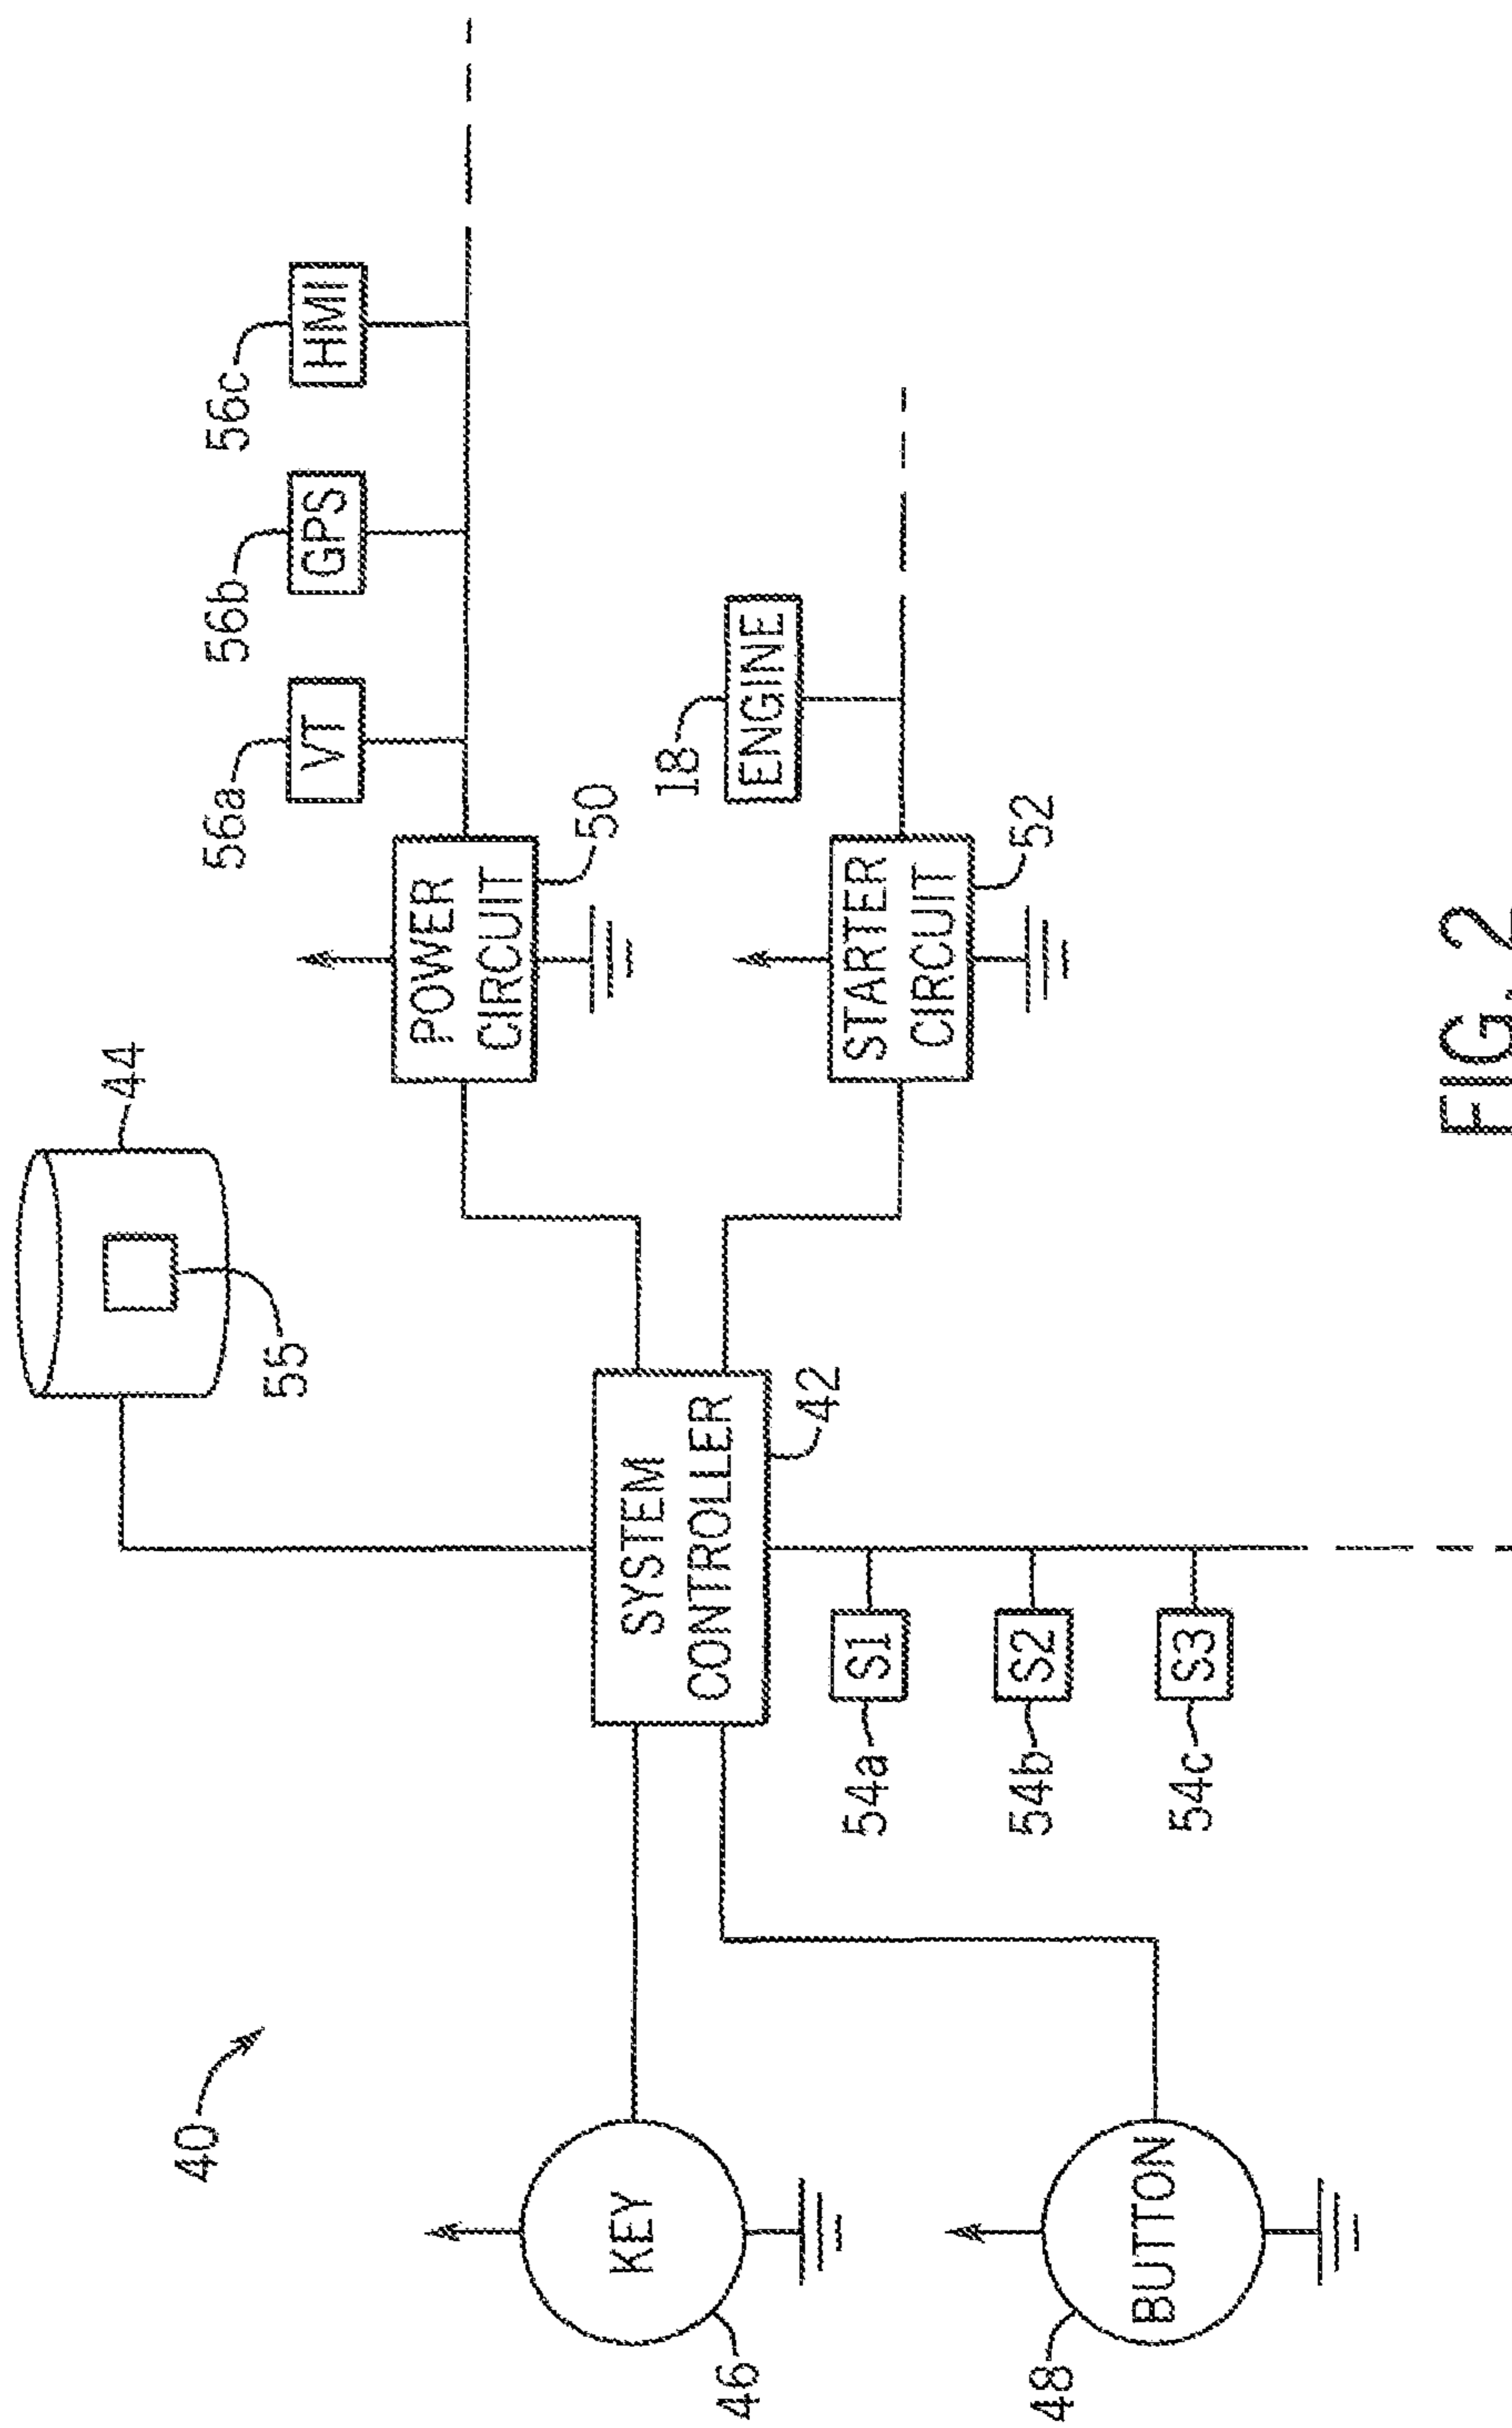 40
44
55
56a
VT
56b
GPS
56c
HMI
POWER
CIRCUIT
50
18
ENGINE
STARTER
CIRCUIT
52
SYSTEM
CONTROLLER
42
KEY
46
BUTTON
48
54a
S1
54b
S2
54c
S3
FIG. 2